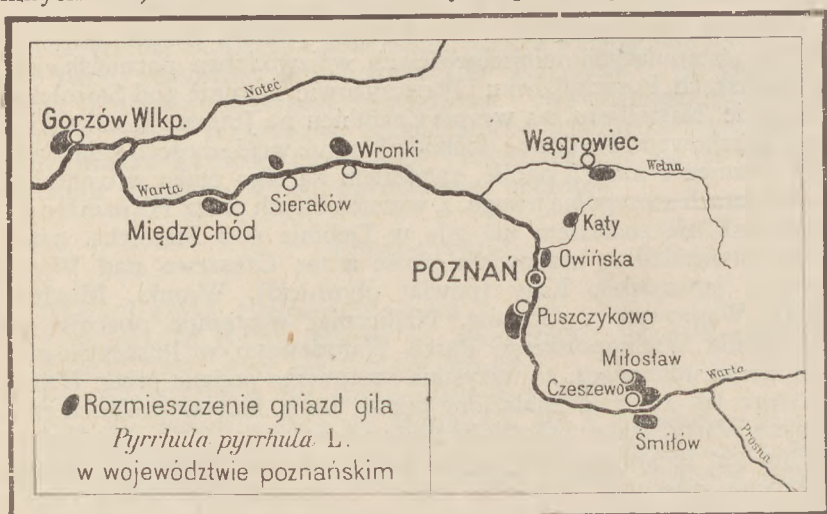 Noteć
Gorzów Wlkp.
Wronki
Wągrowiec
Wełna
Warta
Sieraków
Międzychód
Kąty
Owińska
POZNAŃ
Puszczykowo
Miłosław
Warta
Czeszewo
Śmiłów
Prosna
Rozmieszczenie gniazd gila
Pyrrhula pyrrhula L.
w województwie poznańskim